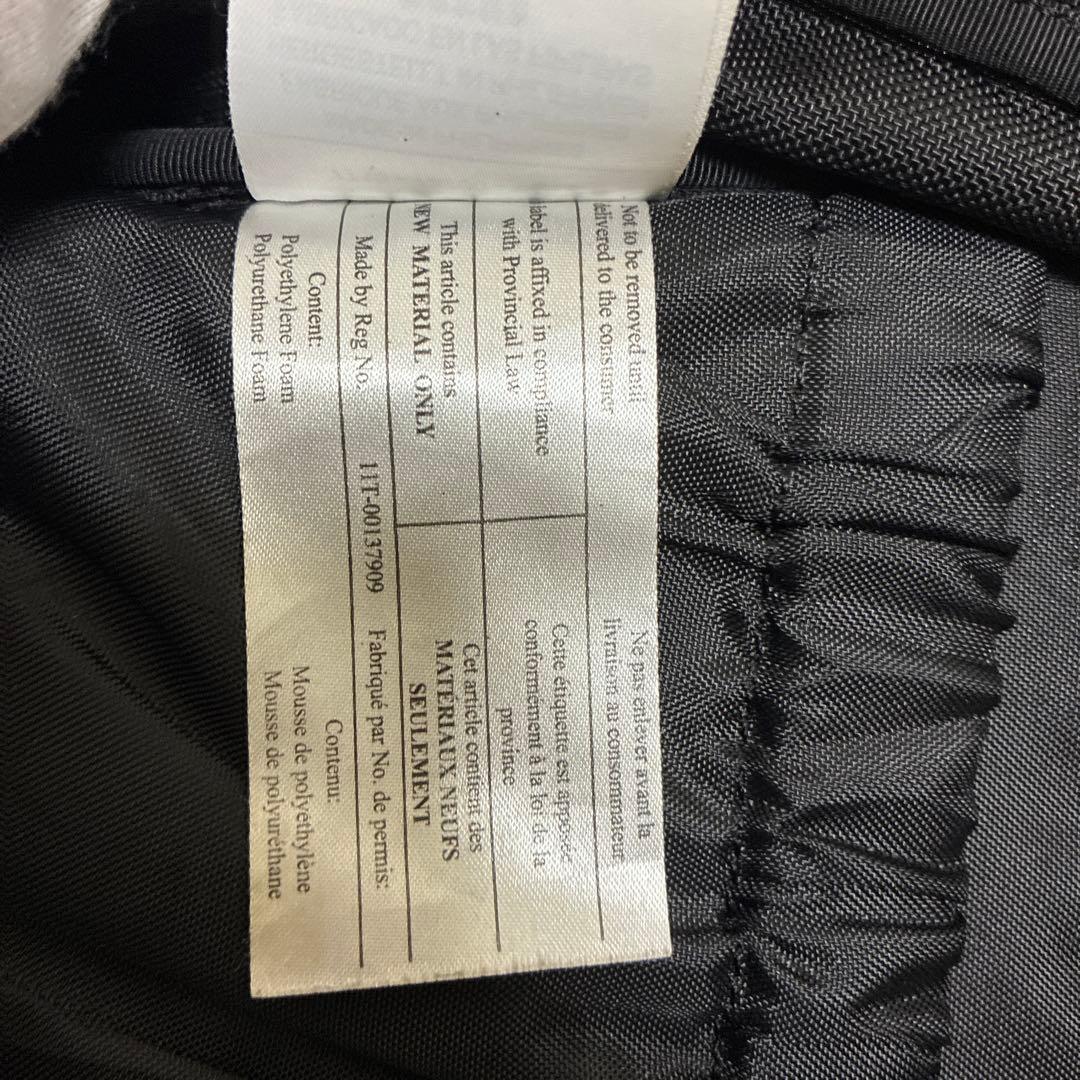 Not to be removed until
delivered to the consumer
Ne pas enlever avant la
livraison au consommateur
label is affixed in compliance
with Provincial Law
Cette étiquette est apposée
conformement à la loi de la
province
This article contains
NEW MATERIAL ONLY
Cet article contient des
MATÉRIAUX NEUFS
SEULEMENT
Made by Reg No. 11T-00137909 Fabriqué par No. de permis:
Content:
Polyethylene Foam
Polyurethane Foam
Contenu:
Mousse de polyethylène
Mousse de polyuréthane